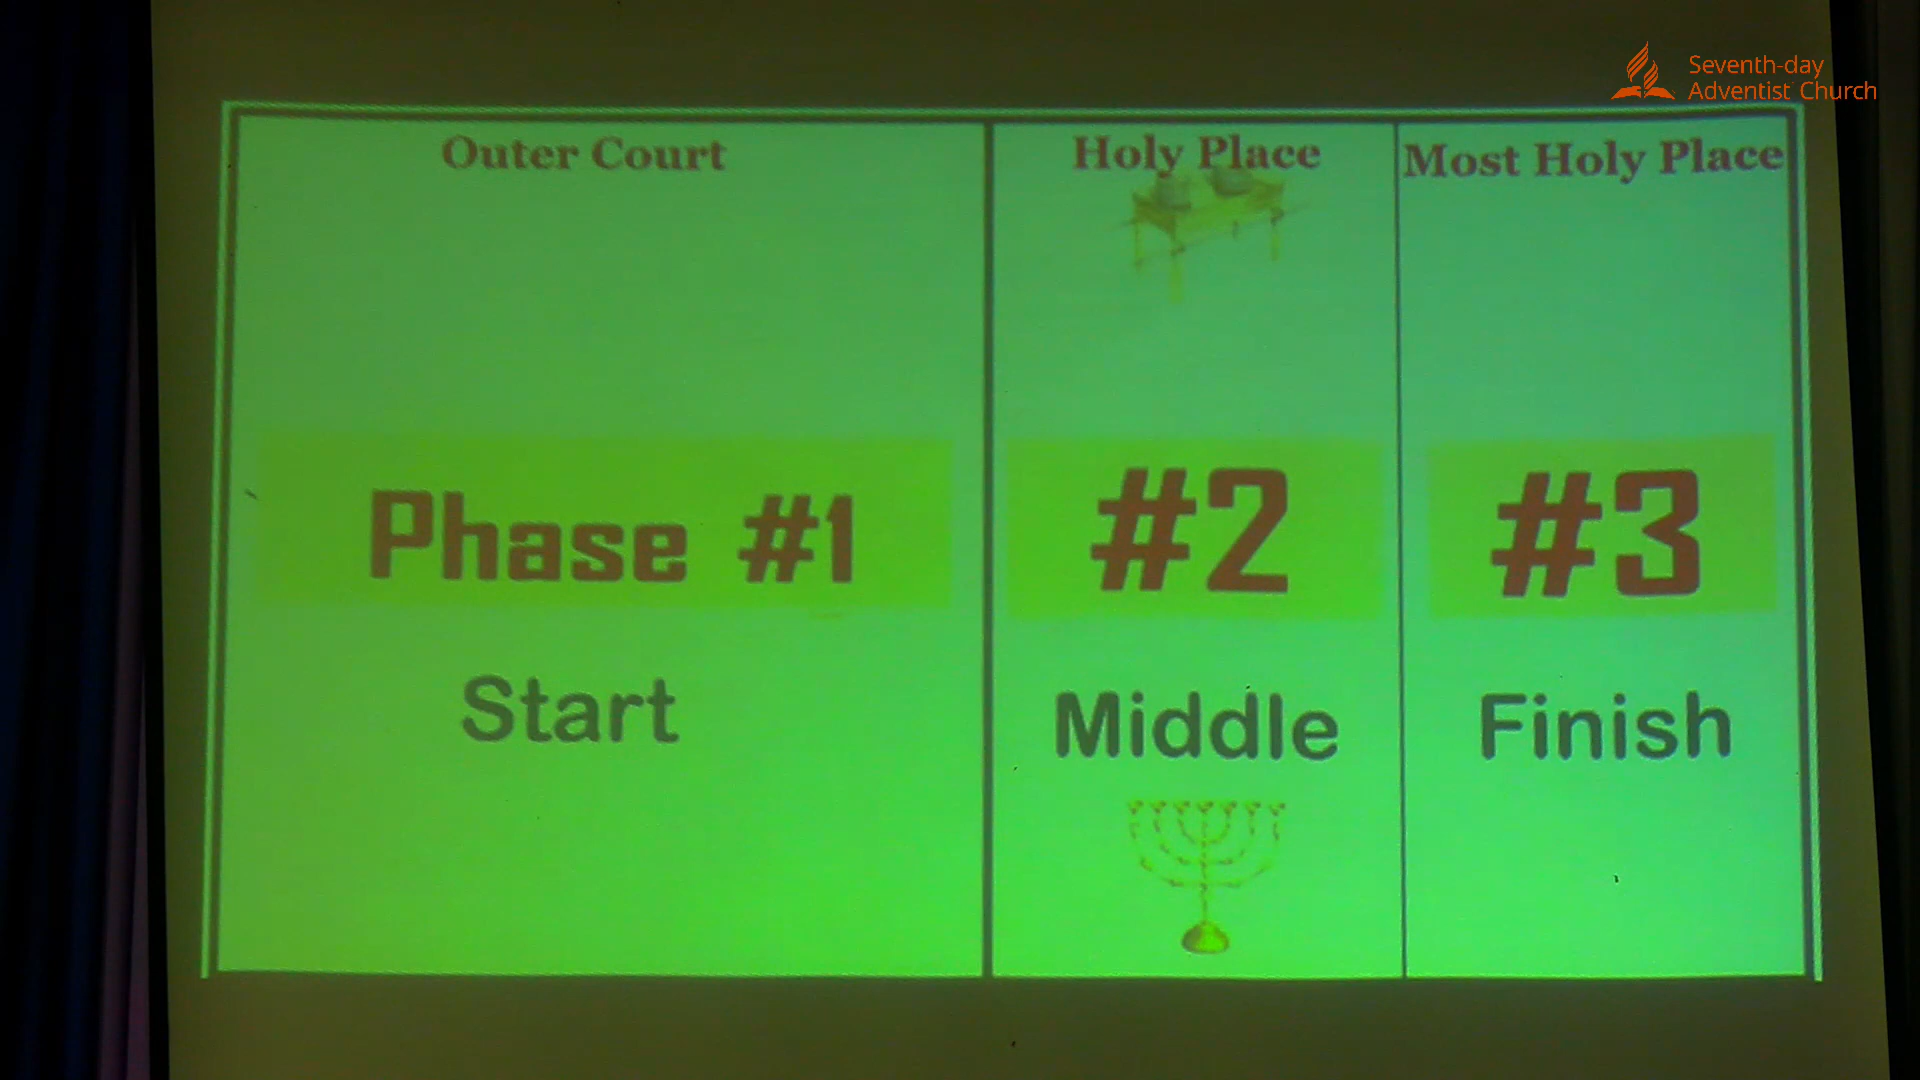 Seventh-day
Adventist Church
Outer Court
Holy Place
Most Holy Place
Phase #1
#2
#3
Start
Middle
Finish